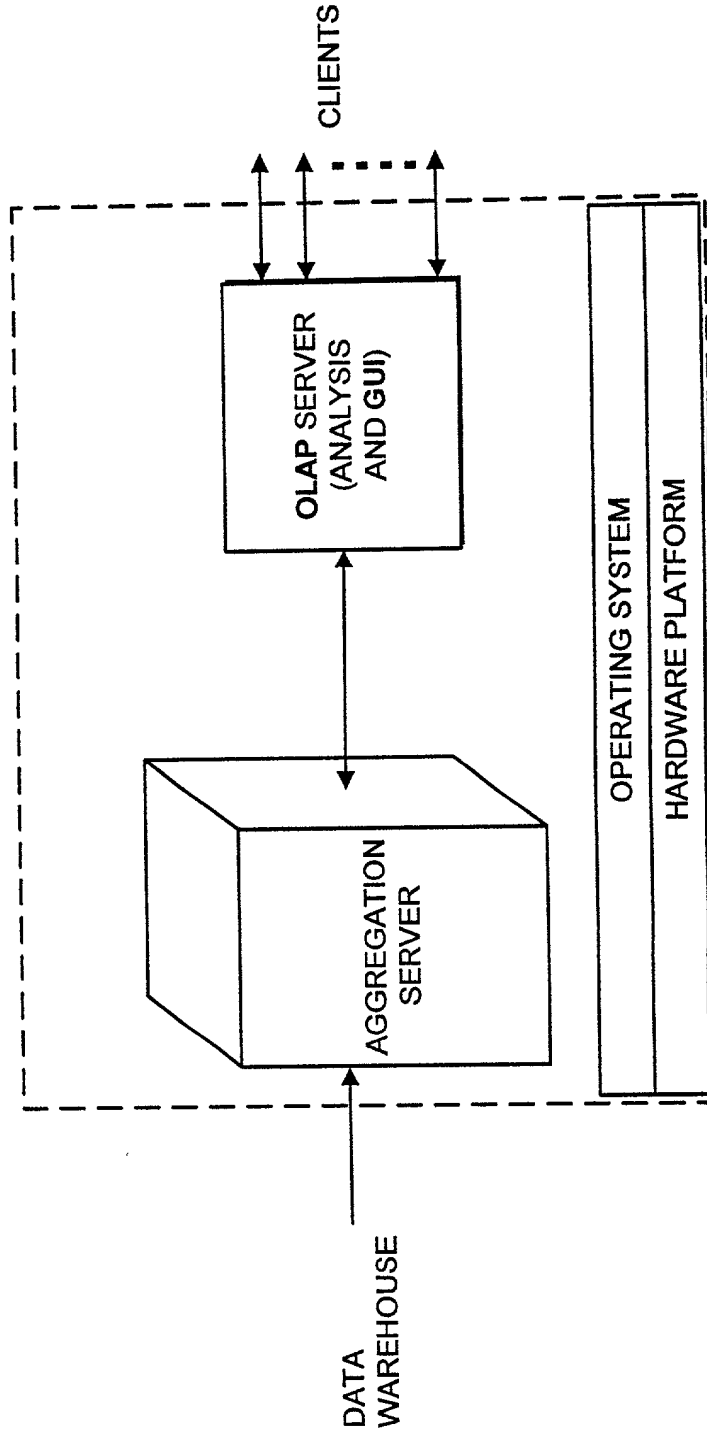 DATA
WAREHOUSE
AGGREGATION
SERVER
OLAP SERVER
(ANALYSIS
AND GUI)
CLIENTS
OPERATING SYSTEM
HARDWARE PLATFORM